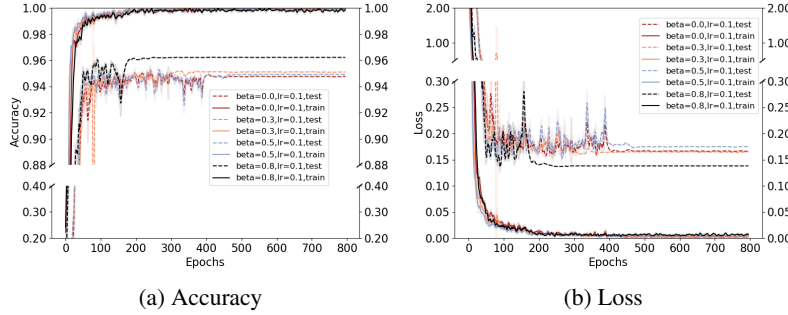 1.00 1.00
0.98 0.98
0.96 0.96
0.94 0.94
0.92 0.92
0.90 0.90
0.88 0.88
0.40 0.40
0.30 0.30
0.20 0.20
Accuracy
beta=0.0,lr=0.1,test
beta=0.0,lr=0.1,train
beta=0.3,lr=0.1,test
beta=0.3,lr=0.1,train
beta=0.5,lr=0.1,test
beta=0.5,lr=0.1,train
beta=0.8,lr=0.1,test
beta=0.8,lr=0.1,train
0 100 200 300 400 500 600 700 800
Epochs
(a) Accuracy
2.00 2.00
1.00 1.00
0.30 0.30
0.25 0.25
0.20 0.20
0.15 0.15
0.10 0.10
0.05 0.05
0.00 0.00
Loss
beta=0.0,lr=0.1,test
beta=0.0,lr=0.1,train
beta=0.3,lr=0.1,test
beta=0.3,lr=0.1,train
beta=0.5,lr=0.1,test
beta=0.5,lr=0.1,train
beta=0.8,lr=0.1,test
beta=0.8,lr=0.1,train
0 100 200 300 400 500 600 700 800
Epochs
(b) Loss